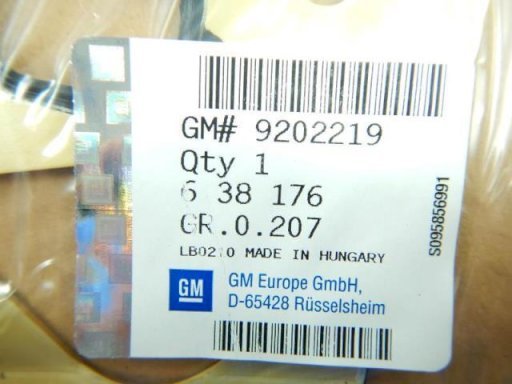 GM# 9202219
Qty 1
6 38 176
GR.0.207
LB0210 MADE IN HUNGARY
GM
GM Europe GmbH,
D-65428 Rüsselsheim
S095856991